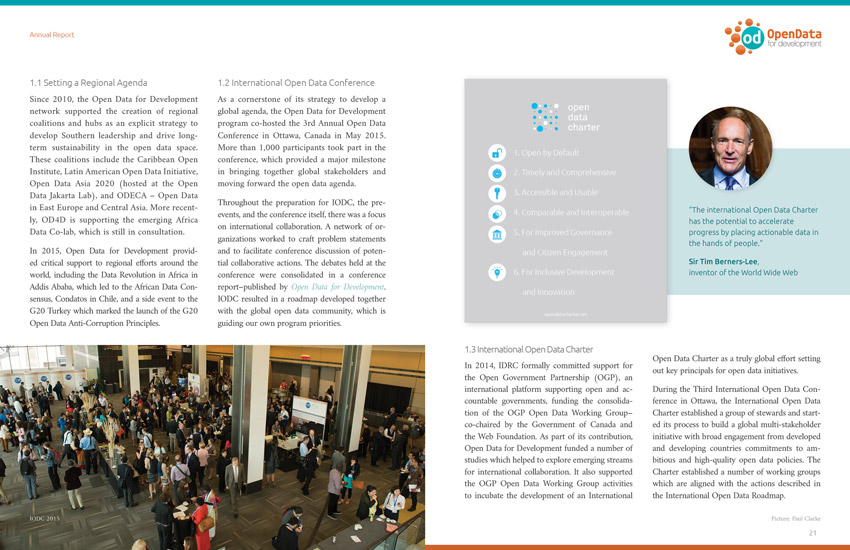 Annual Report
od
OpenData
for development
1.1 Setting a Regional Agenda
Since 2010, the Open Data for Development
network supported the creation of regional
coalitions and hubs as an explicit strategy to
develop Southern leadership and drive long-
term sustainability in the open data space.
These coalitions include the Caribbean Open
Institute, Latin American Open Data Initiative,
Open Data Asia 2020 (hosted at the Open
Data Jakarta Lab), and ODECA – Open Data
in East Europe and Central Asia. More recent-
ly, OD4D is supporting the emerging Africa
Data Co-lab, which is still in consultation.
In 2015, Open Data for Development provid-
ed critical support to regional efforts around the
world, including the Data Revolution in Africa in
Addis Ababa, which led to the African Data Con-
sensus, Condatos in Chile, and a side event to the
G20 Turkey which marked the launch of the G20
Open Data Anti-Corruption Principles.
1.2 International Open Data Conference
As a cornerstone of its strategy to develop a
global agenda, the Open Data for Development
program co-hosted the 3rd Annual Open Data
Conference in Ottawa, Canada in May 2015.
More than 1,000 participants took part in the
conference, which provided a major milestone
in bringing together global stakeholders and
moving forward the open data agenda.
Throughout the preparation for IODC, the pre-
events, and the conference itself, there was a focus
on international collaboration. A network of or-
ganizations worked to craft problem statements
and to facilitate conference discussion of poten-
tial collaborative actions. The debates held at the
conference were consolidated in a conference
report–published by Open Data for Development.
IODC resulted in a roadmap developed together
with the global open data community, which is
guiding our own program priorities.
IODC 2015
open
data
charter
1. Open by Default
2. Timely and Comprehensive
3. Accessible and Usable
4. Comparable and Interoperable
5. For Improved Governance
and Citizen Engagement
6. For Inclusive Development
and Innovation
opendatacharter.net
"The international Open Data Charter
has the potential to accelerate
progress by placing actionable data in
the hands of people."
Sir Tim Berners-Lee,
inventor of the World Wide Web
1.3 International Open Data Charter
In 2014, IDRC formally committed support for
the Open Government Partnership (OGP), an
international platform supporting open and ac-
countable governments, funding the consolida-
tion of the OGP Open Data Working Group–
co-chaired by the Government of Canada and
the Web Foundation. As part of its contribution,
Open Data for Development funded a number of
studies which helped to explore emerging streams
for international collaboration. It also supported
the OGP Open Data Working Group activities
to incubate the development of an International
Open Data Charter as a truly global effort setting
out key principals for open data initiatives.
During the Third International Open Data Con-
ference in Ottawa, the International Open Data
Charter established a group of stewards and start-
ed its process to build a global multi-stakeholder
initiative with broad engagement from developed
and developing countries commitments to am-
bitious and high-quality open data policies. The
Charter established a number of working groups
which are aligned with the actions described in
the International Open Data Roadmap.
Picture: Paul Clarke
21